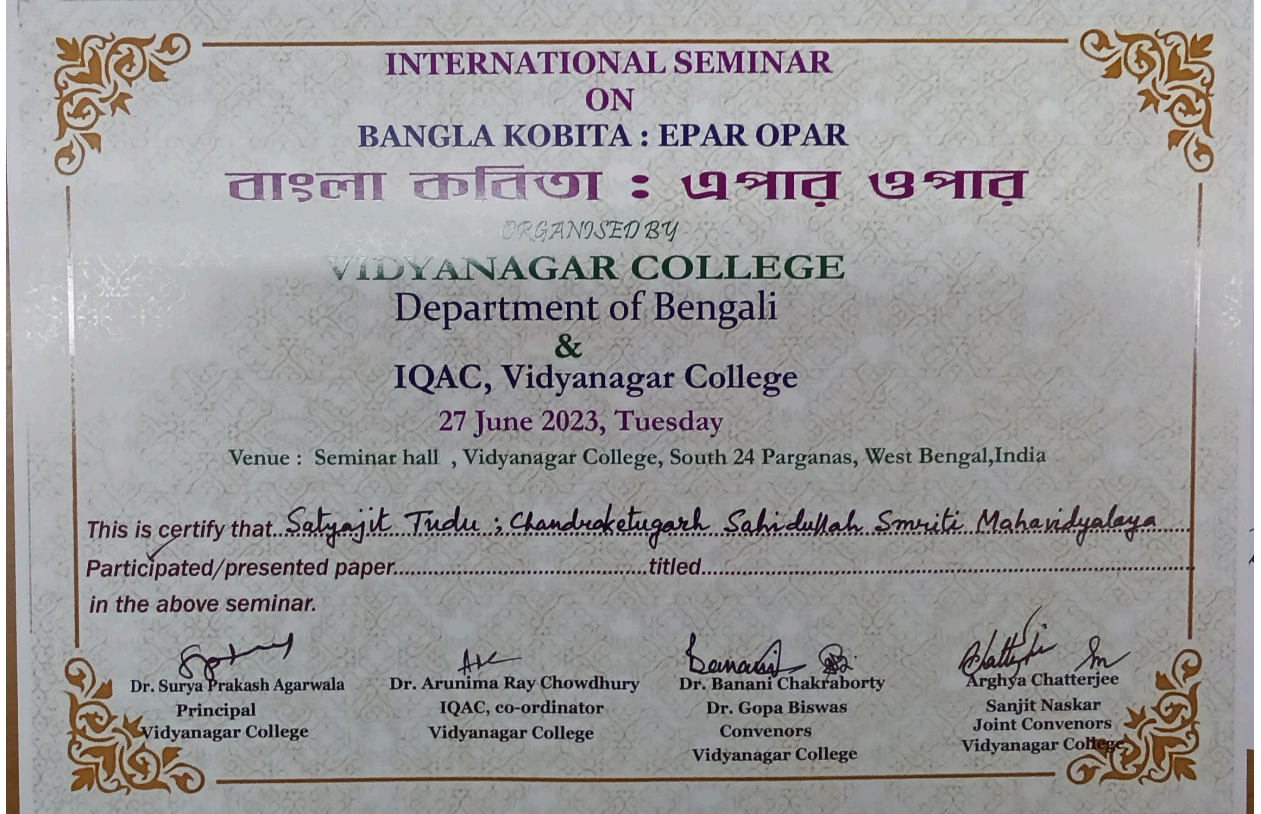 INTERNATIONAL SEMINAR
ON
BANGLA KOBITA : EPAR OPAR
বাংলা কবিতা : এপার ওপার
ORGANISED BY
VIDYANAGAR COLLEGE
Department of Bengali
&
IQAC, Vidyanagar College
27 June 2023, Tuesday
Venue : Seminar hall , Vidyanagar College, South 24 Parganas, West Bengal,India
This is certify that..Satyajit Tudu ; Chandraketugarh Sahidullah Smriti Mahavidyalaya
Participated/presented paper..........................................titled................................................................................
in the above seminar.
Dr. Surya Prakash Agarwala
Principal
Vidyanagar College
Dr. Arunima Ray Chowdhury
IQAC, co-ordinator
Vidyanagar College
Dr. Banani Chakraborty
Dr. Gopa Biswas
Convenors
Vidyanagar College
Arghya Chatterjee
Sanjit Naskar
Joint Convenors
Vidyanagar College